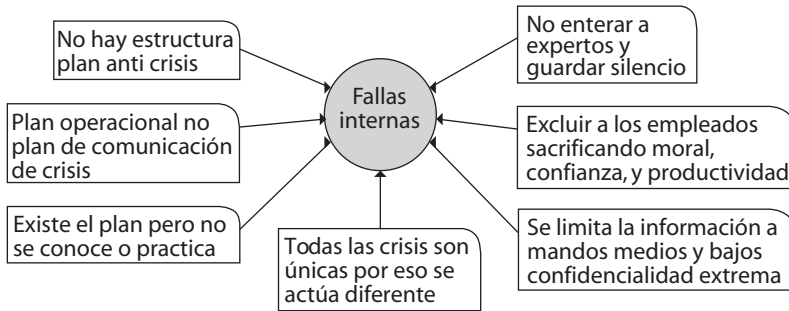 No hay estructura
plan anti crisis
Plan operacional no
plan de comunicación
de crisis
Existe el plan pero no
se conoce o practica
Fallas
internas
Todas las crisis son
únicas por eso se
actúa diferente
No enterar a
expertos y
guardar silencio
Excluir a los empleados
sacrificando moral,
confianza, y productividad
Se limita la información a
mandos medios y bajos
confidencialidad extrema